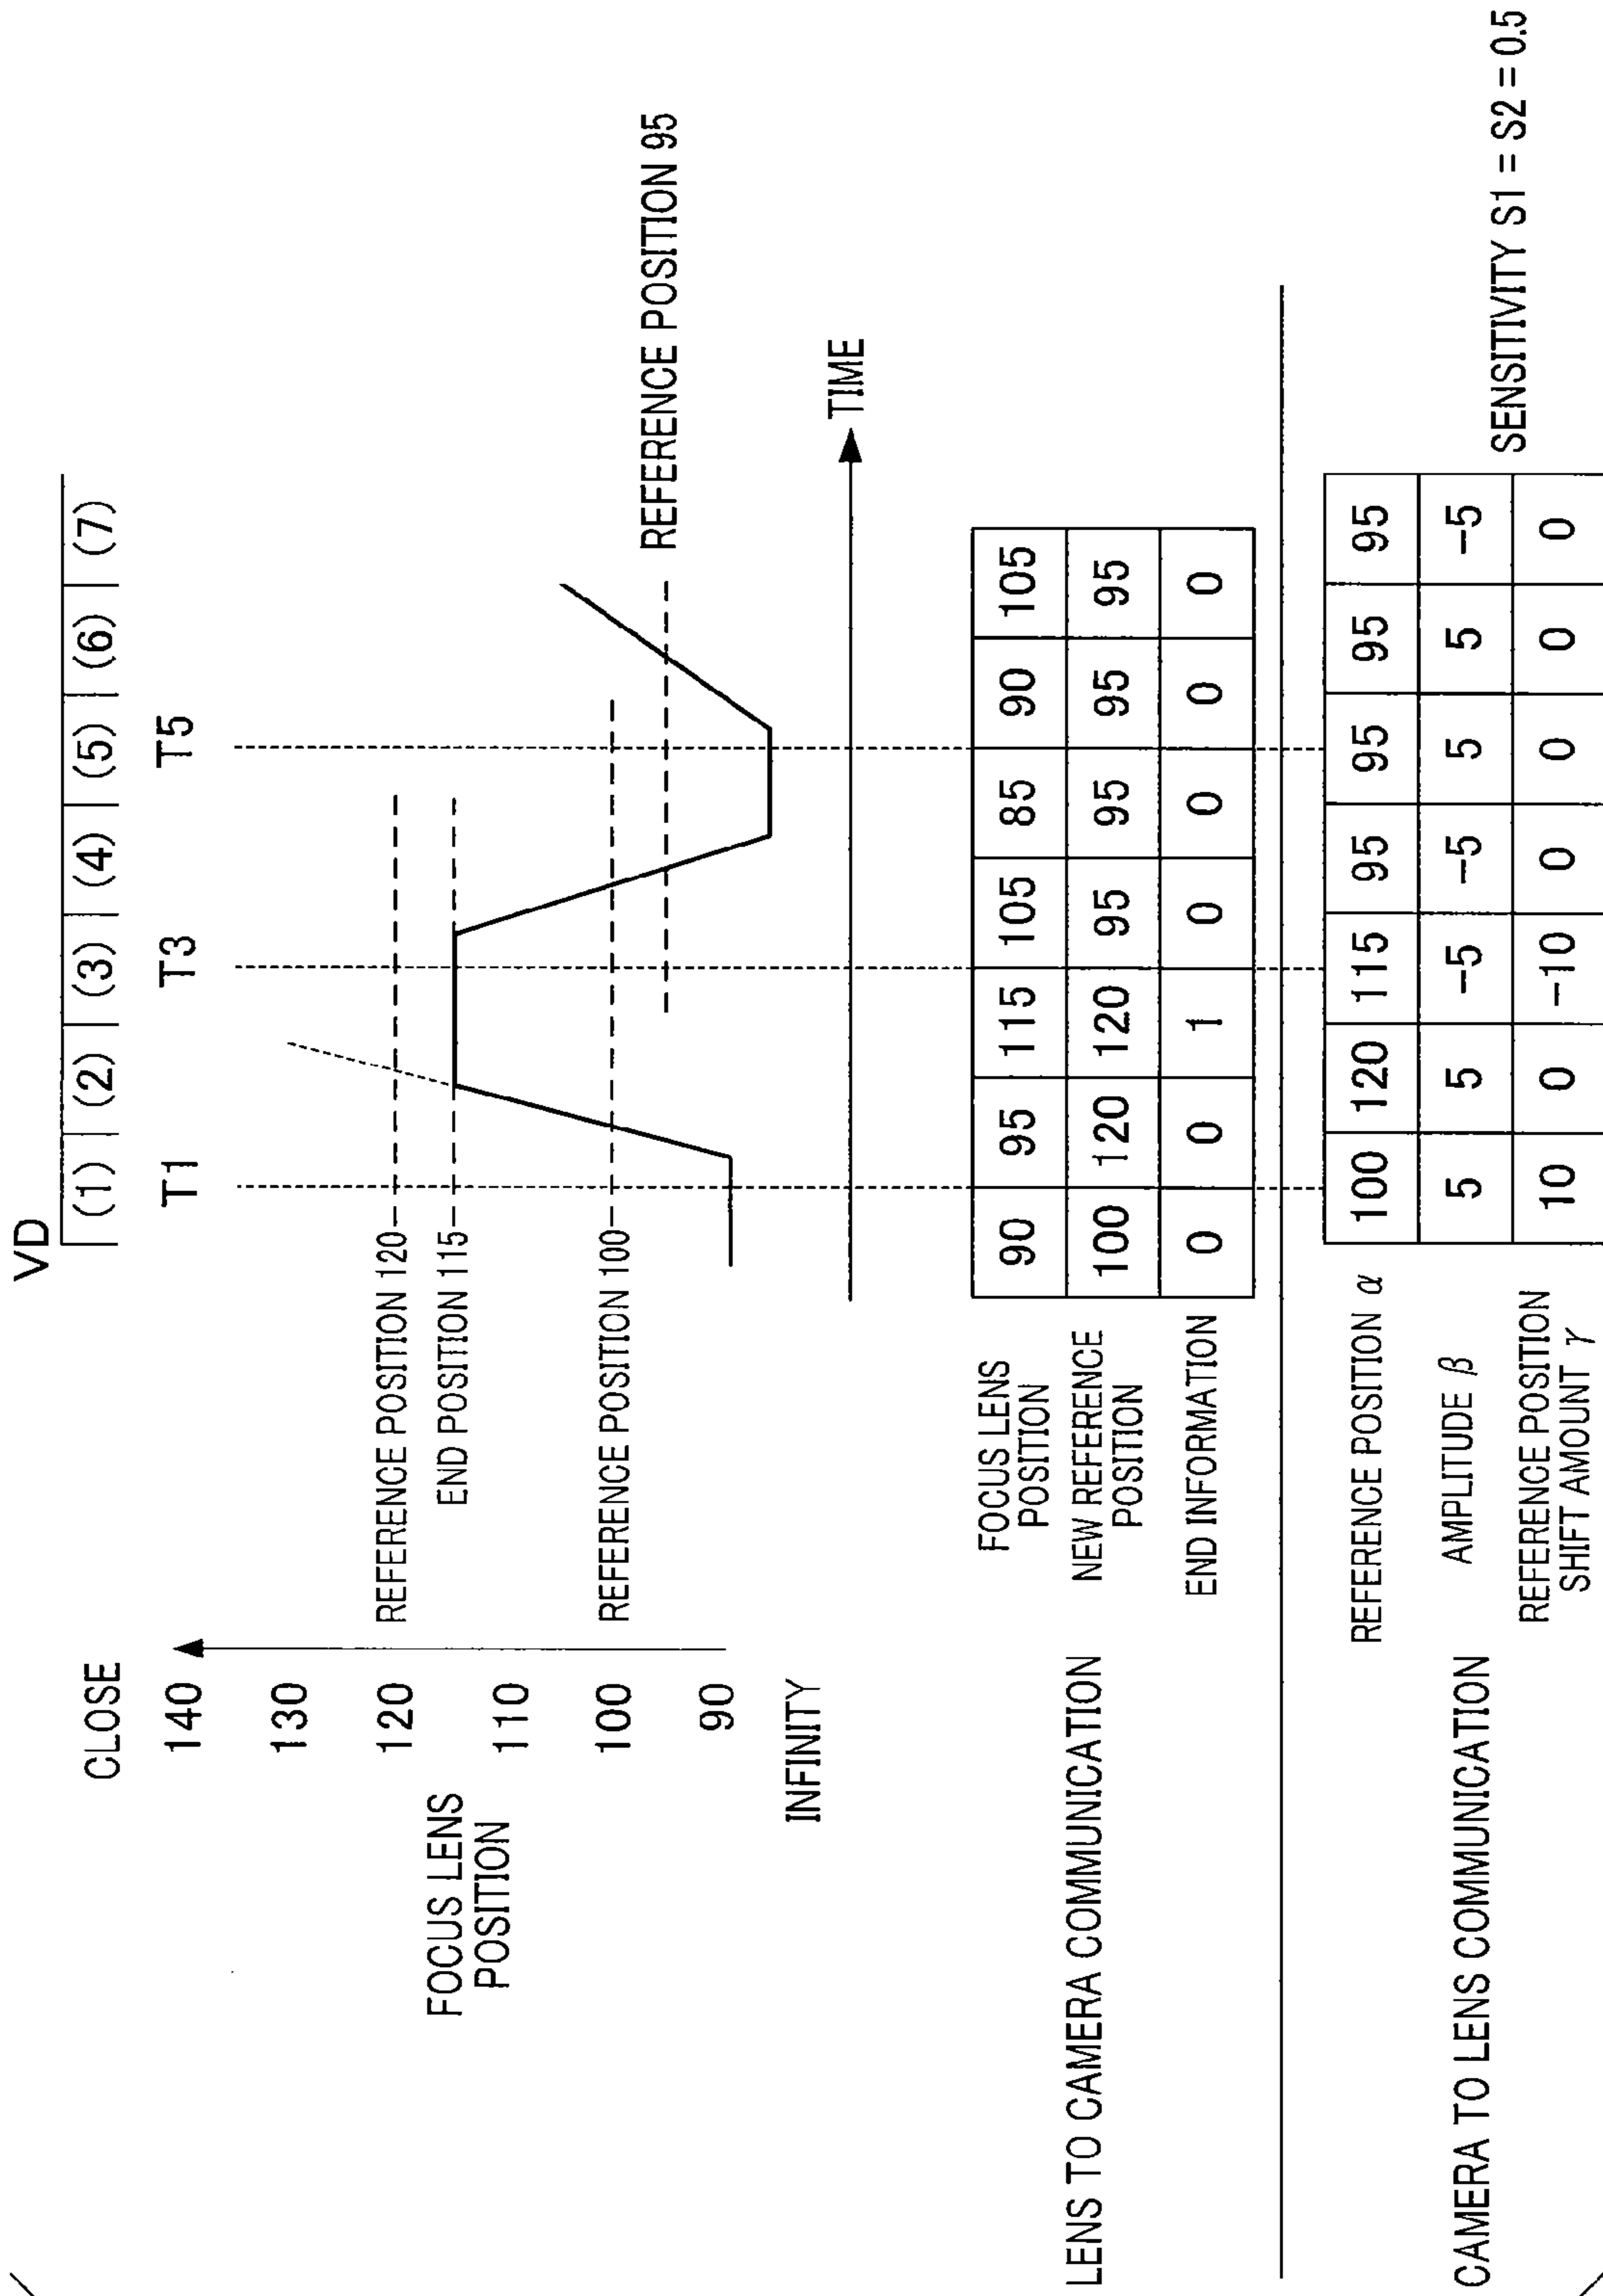 VD
(1) (2) (3) (4) (5) (6) (7)
T1 T3 T5
CLOSE
140
130
120
110
100
90
INFINITY
FOCUS LENS
POSITION
REFERENCE POSITION 120
END POSITION 115
REFERENCE POSITION 100
REFERENCE POSITION 95
TIME
LENS TO CAMERA COMMUNICATION
FOCUS LENS
POSITION
90 95 115 105 85 90 105
NEW REFERENCE
POSITION
100 120 120 95 95 95 95
END INFORMATION
0 0 1 0 0 0 0
CAMERA TO LENS COMMUNICATION
REFERENCE POSITION α
100 120 115 95 95 95 95
AMPLITUDE β
5 5 -5 -5 5 5 -5
REFERENCE POSITION
SHIFT AMOUNT γ
10 0 -10 0 0 0 0
SENSITIVITY S1 = S2 = 0.5